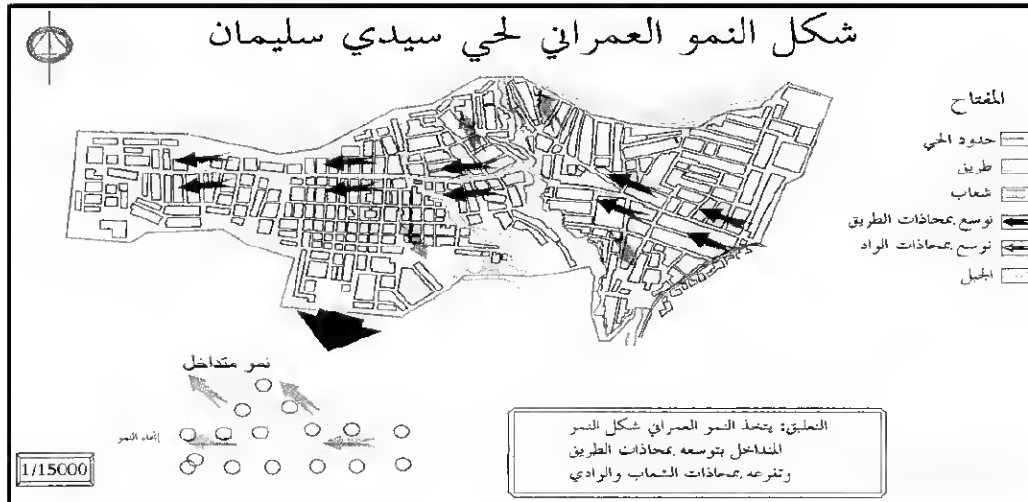 شكل النمو العمراني لحي سيدي سليمان
المفتاح
حدود الحي
طريق
شعاب
توسع بمحاذات الطريق
توسع بمحاذات الواد
الجبل
نمو متداخل
إتجاه النمو
1/15000
التعليق: يتخذ النمو العمراني شكل النمو
المتداخل بتوسعه بمحاذات الطريق
وتفرعه بمحاذات الشعاب والوادي